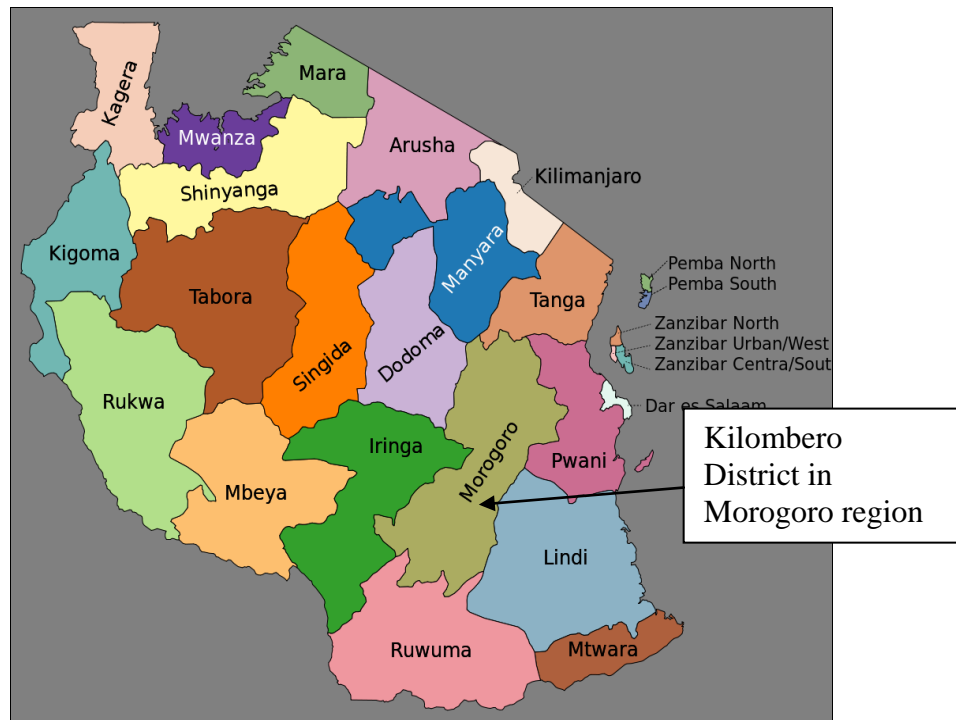 Mara
Kagera
Mwanza
Arusha
Shinyanga
Kilimanjaro
Kigoma
Manyara
Pemba North
Pemba South
Tabora
Tanga
Zanzibar North
Zanzibar Urban/West
Zanzibar Centra/Sout
Singida
Dodoma
Rukwa
Dar es Salaam
Iringa
Morogoro
Pwani
Kilombero
District in
Morogoro region
Mbeya
Lindi
Ruwuma
Mtwara